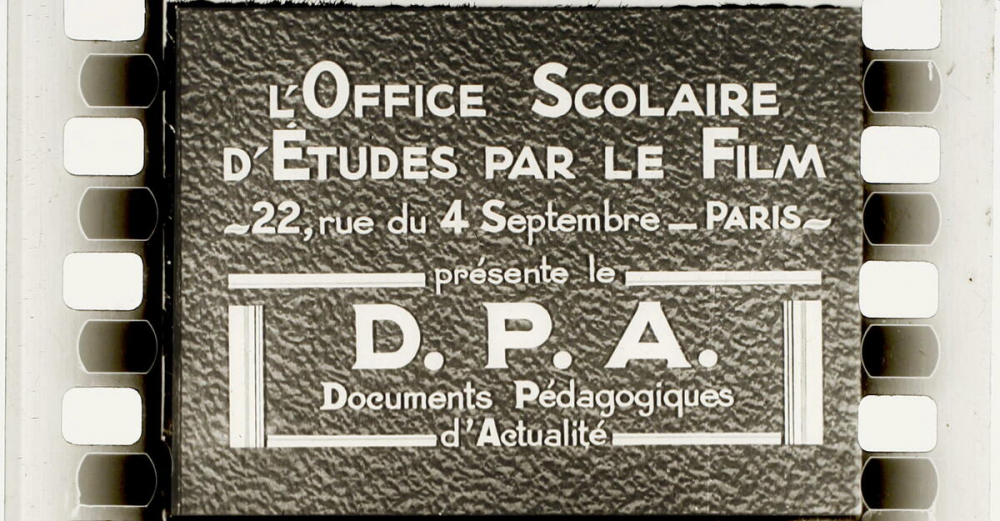 L'OFFICE SCOLAIRE
D'ÉTUDES PAR LE FILM
~22, rue du 4 Septembre _ PARIS~
présente le
D. P. A.
Documents Pédagogiques
d'Actualité